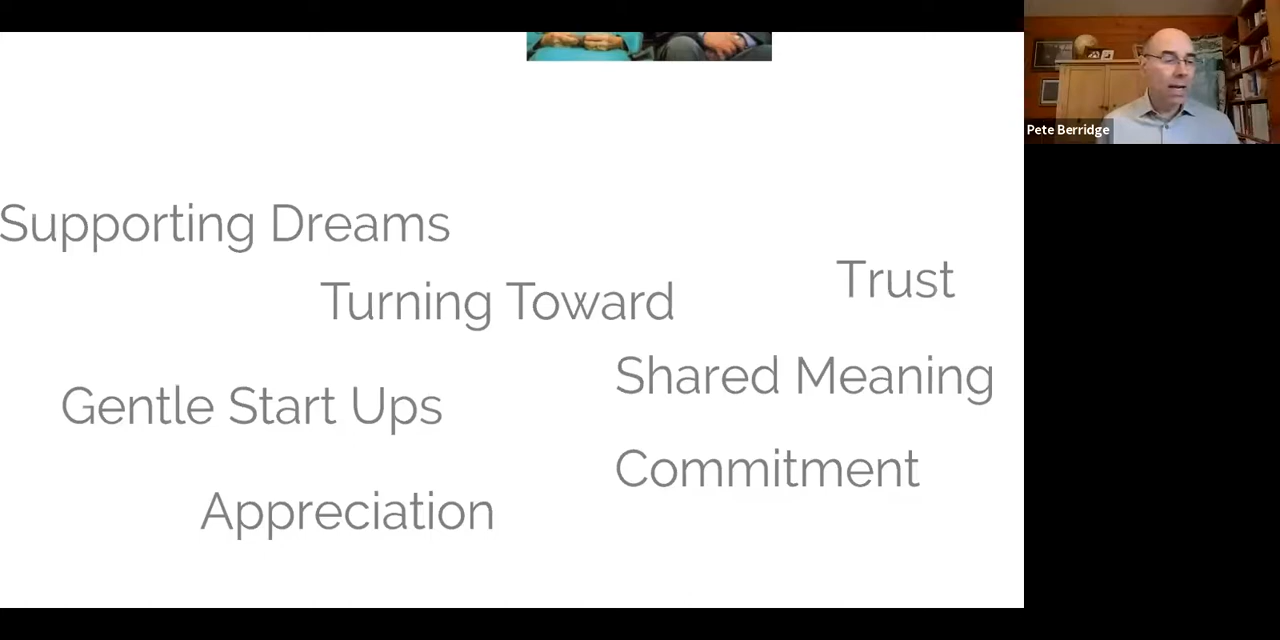 Pete Berridge
Supporting Dreams
Trust
Turning Toward
Shared Meaning
Gentle Start Ups
Commitment
Appreciation